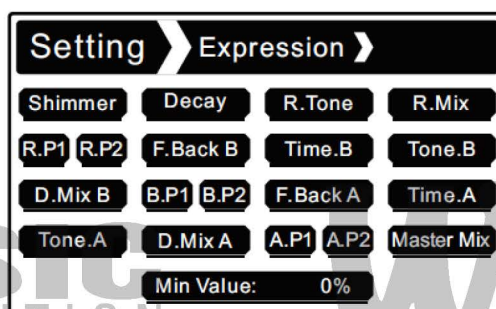 Setting Expression
Shimmer Decay R.Tone R.Mix
R.P1 R.P2 F.Back B Time.B Tone.B
D.Mix B B.P1 B.P2 F.Back A Time.A
Tone.A D.Mix A A.P1 A.P2 Master Mix
Min Value: 0%